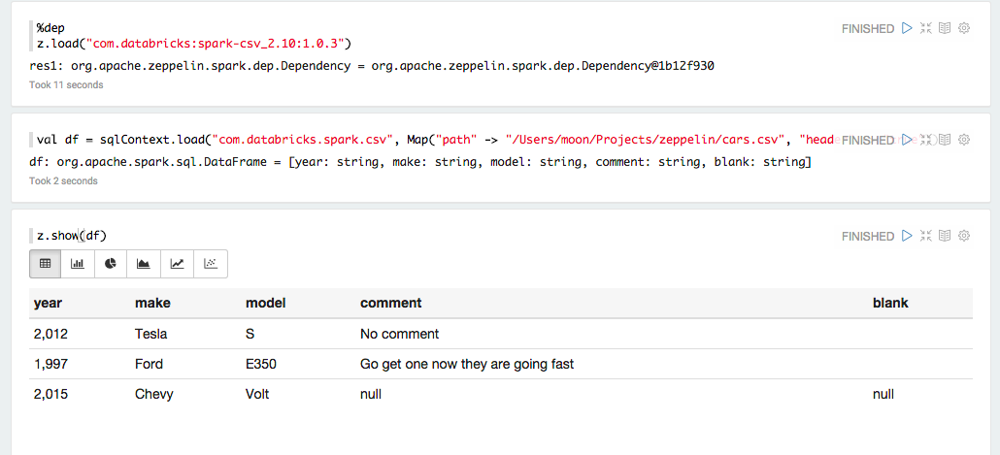 %dep
z.load("com.databricks:spark-csv_2.10:1.0.3")
FINISHED
res1: org.apache.zeppelin.spark.dep.Dependency = org.apache.zeppelin.spark.dep.Dependency@1b12f930
Took 11 seconds
val df = sqlContext.load("com.databricks.spark.csv", Map("path" -> "/Users/moon/Projects/zeppelin/cars.csv", "heade
FINISHED
df: org.apache.spark.sql.DataFrame = [year: string, make: string, model: string, comment: string, blank: string]
Took 2 seconds
z.show(df)
FINISHED
year make model comment blank
2,012 Tesla S No comment
1,997 Ford E350 Go get one now they are going fast
2,015 Chevy Volt null null